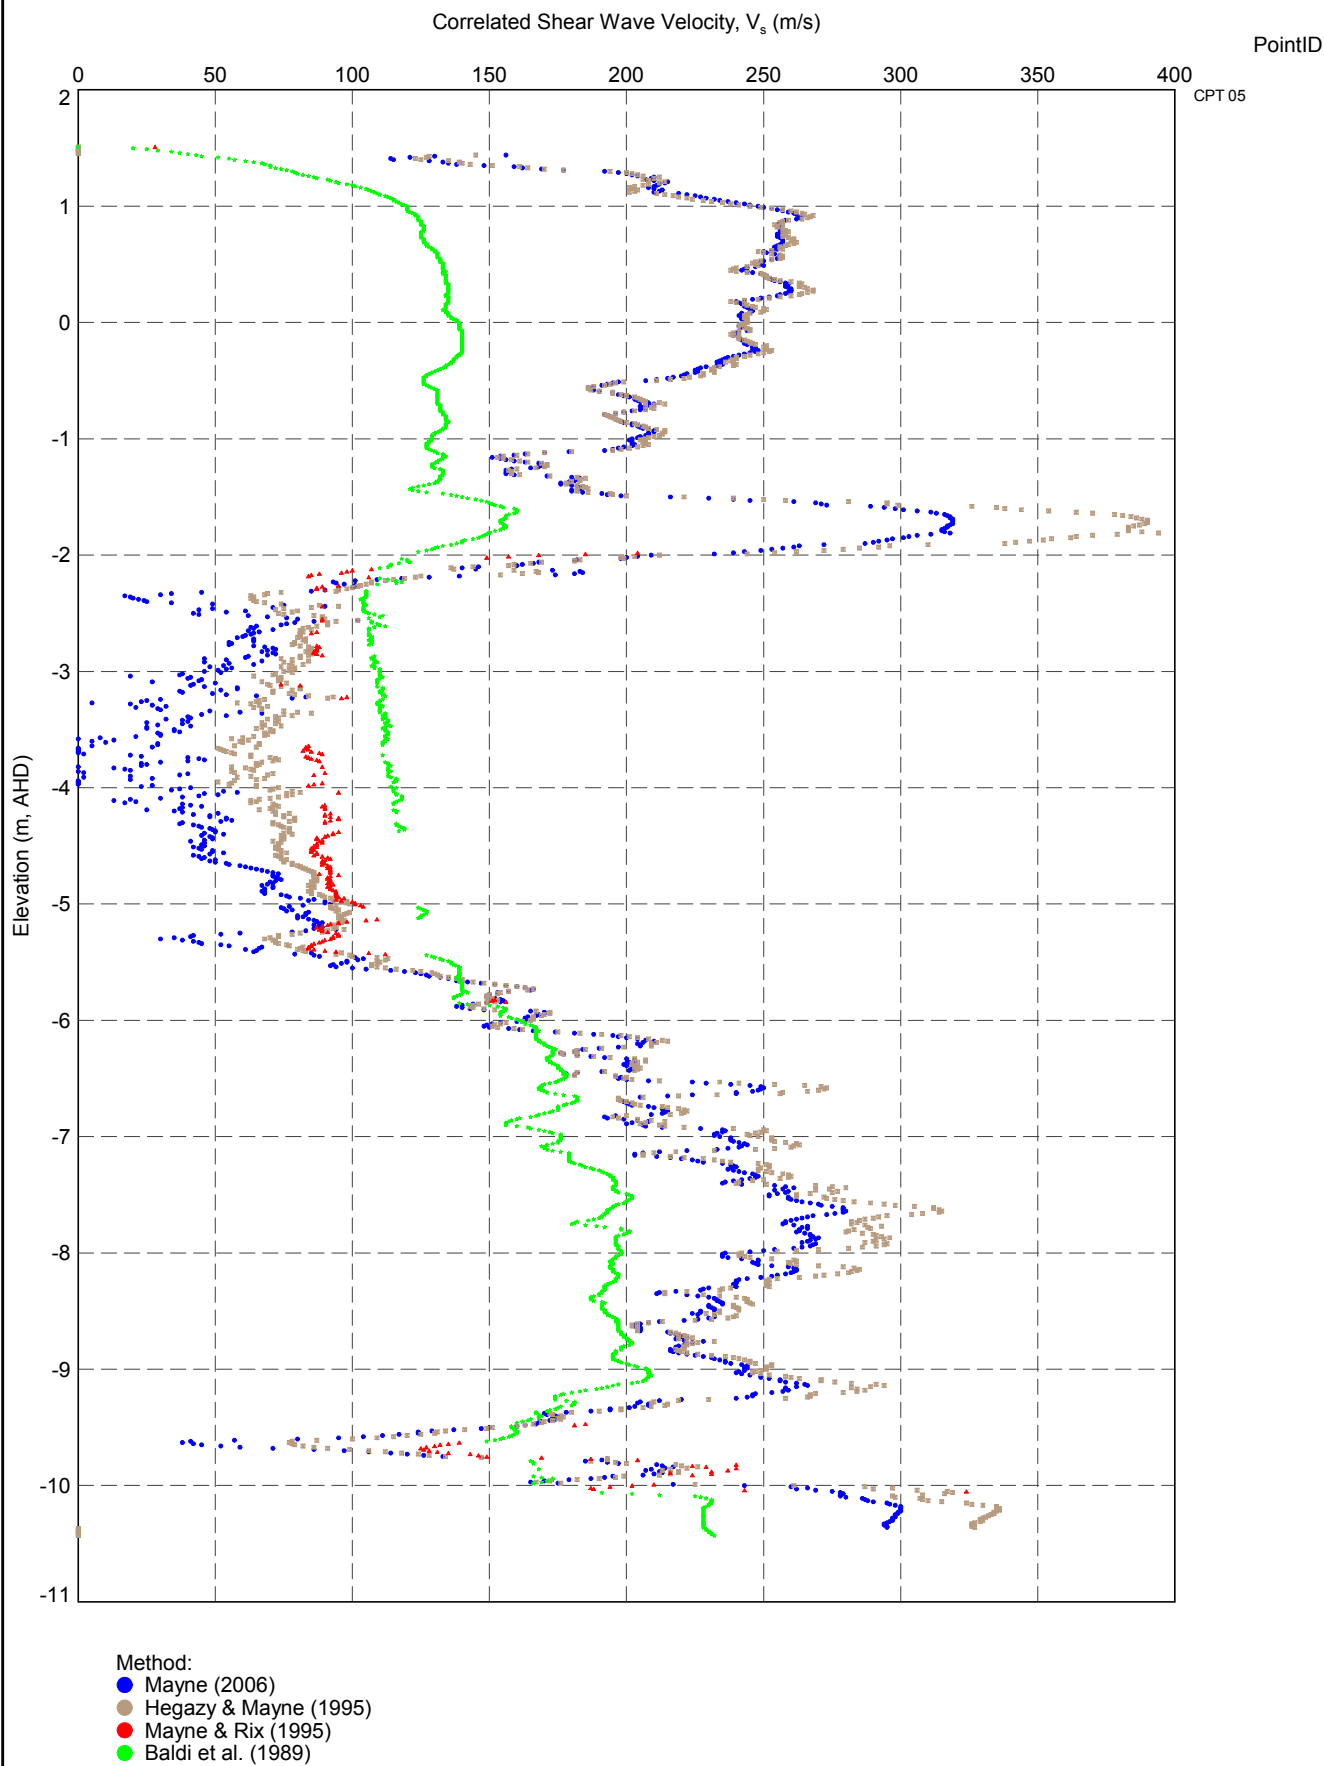 Correlated Shear Wave Velocity, Vs (m/s)
PointID
0 50 100 150 200 250 300 350 400
CPT 05
2
1
0
-1
-2
-3
-4
-5
-6
-7
-8
-9
-10
-11
Elevation (m, AHD)
Method:
Mayne (2006)
Hegazy & Mayne (1995)
Mayne & Rix (1995)
Baldi et al. (1989)